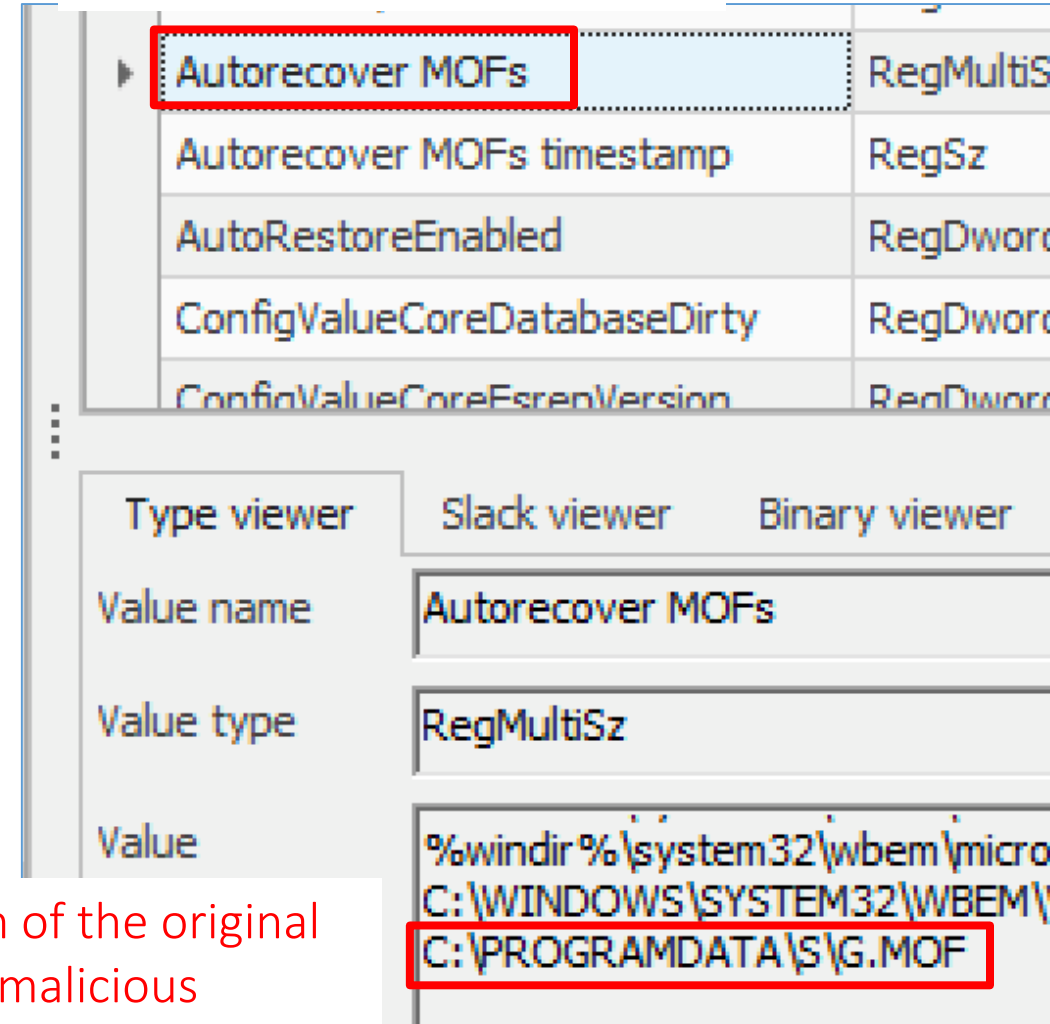 Autorecover MOFs RegMultiS
Autorecover MOFs timestamp RegSz
AutoRestoreEnabled RegDword
ConfigValueCoreDatabaseDirty RegDword
ConfigValueCoreEsrepVersion RegDword
Type viewer Slack viewer Binary viewer
Value name Autorecover MOFs
Value type RegMultiSz
Value %windir%\system32\wbem\micro
C:\WINDOWS\SYSTEM32\WBEM\
C:\PROGRAMDATA\S\G.MOF
of the original
malicious